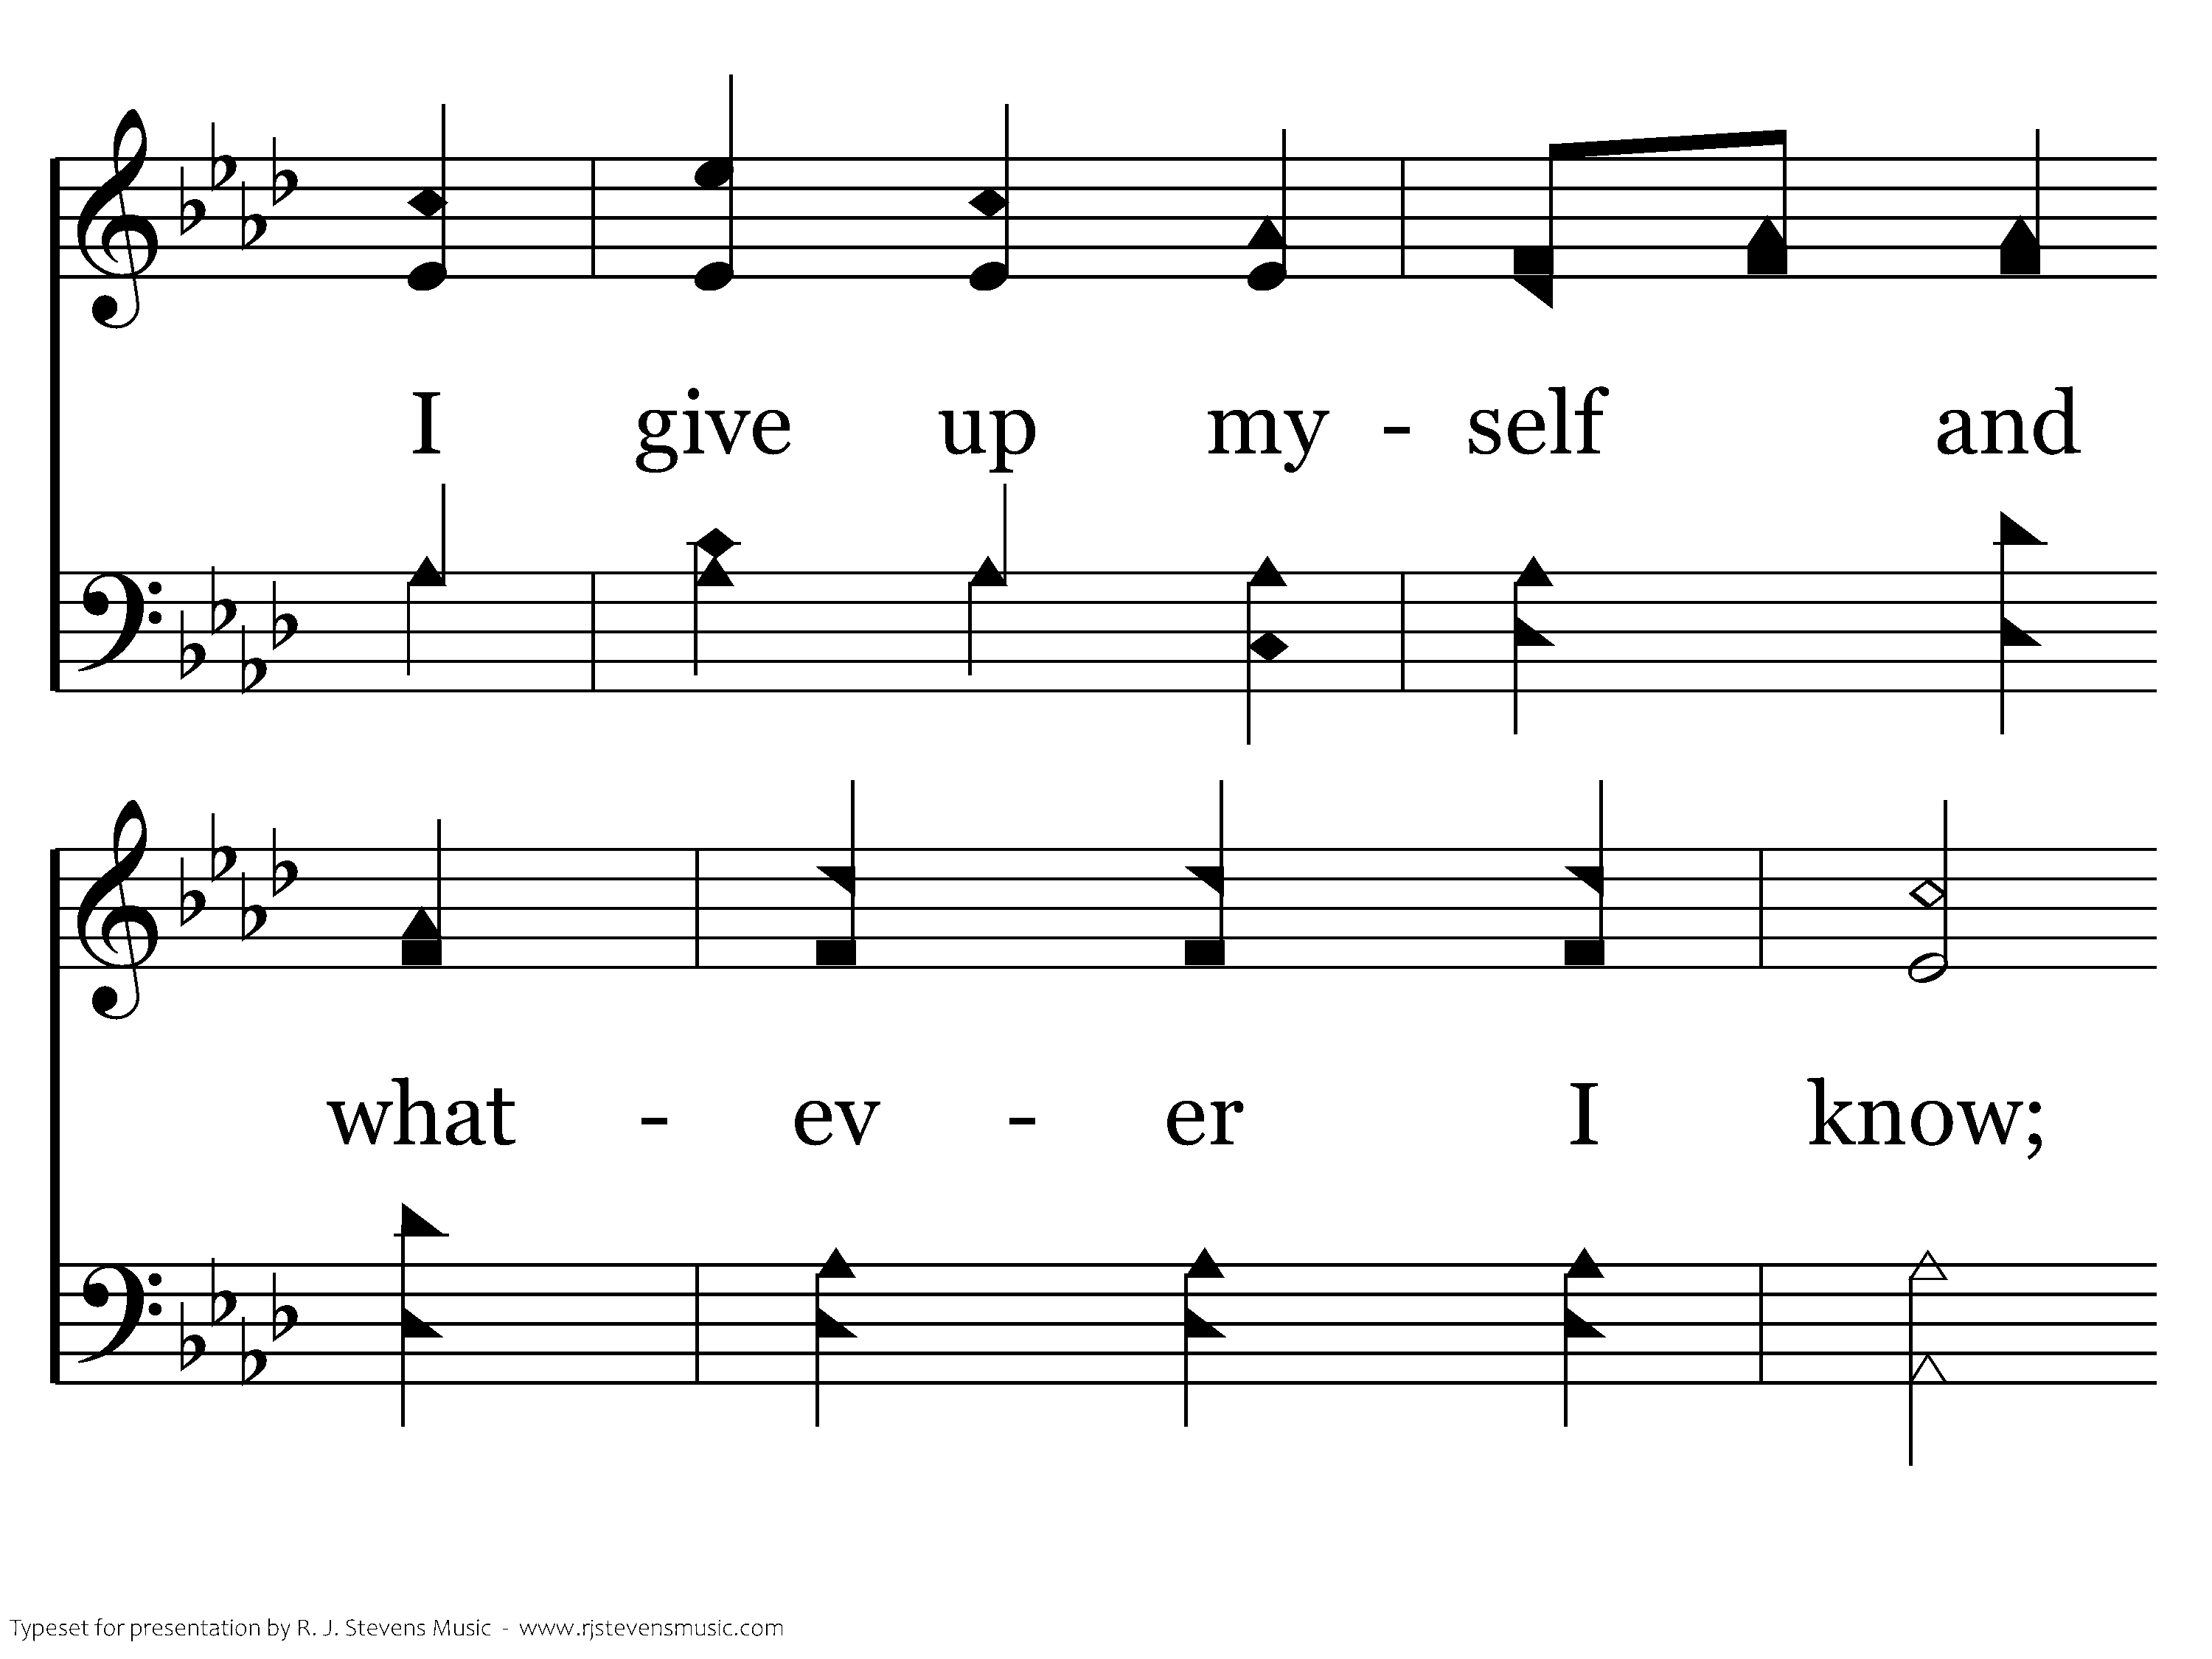 I give up my - self and
what - ev - er I know;
Typeset for presentation by R. J. Stevens Music - www.rjstevensmusic.com